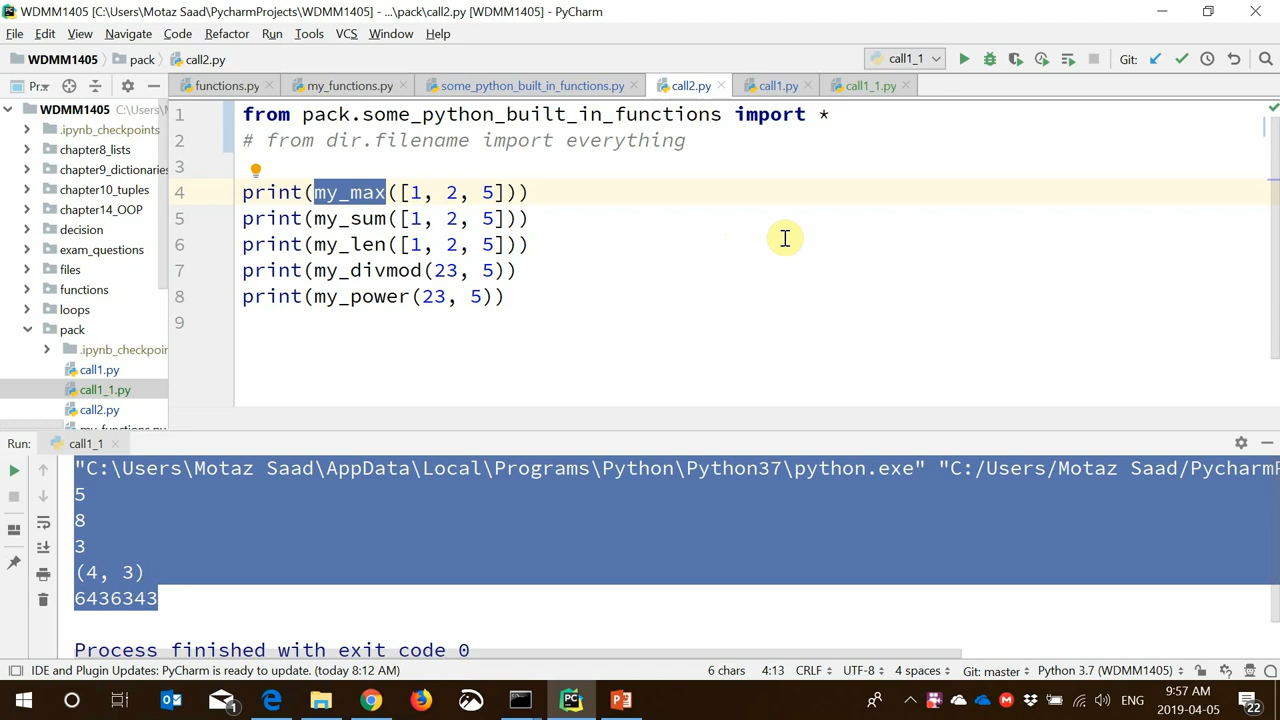 WDMM1405 [C:\Users\Motaz Saad\PycharmProjects\WDMM1405] - ...\pack\call2.py [WDMM1405] - PyCharm
File Edit View Navigate Code Refactor Run Tools VCS Window Help
WDMM1405 pack call2.py call1_1 Git:
Pr... functions.py my_functions.py some_python_built_in_functions.py call2.py call1.py call1_1.py
WDMM1405 C:\Users\
.ipynb_checkpoints
chapter8_lists
chapter9_dictionaries
chapter10_tuples
chapter14_OOP
decision
exam_questions
files
functions
loops
pack
.ipynb_checkpoin
call1.py
call1_1.py
call2.py
my_functions.py
1 from pack.some_python_built_in_functions import *
2 # from dir.filename import everything
3
4 print(my_max([1, 2, 5]))
5 print(my_sum([1, 2, 5]))
6 print(my_len([1, 2, 5]))
7 print(my_divmod(23, 5))
8 print(my_power(23, 5))
9
Run: call1_1
"C:\Users\Motaz Saad\AppData\Local\Programs\Python\Python37\python.exe" "C:/Users/Motaz Saad/PycharmP
5
8
3
(4, 3)
6436343
Process finished with exit code 0
IDE and Plugin Updates: PyCharm is ready to update. (today 8:12 AM) 6 chars 4:13 CRLF UTF-8 4 spaces Git: master Python 3.7 (WDMM1405)
1 ENG 9:57 AM
2019-04-05 22